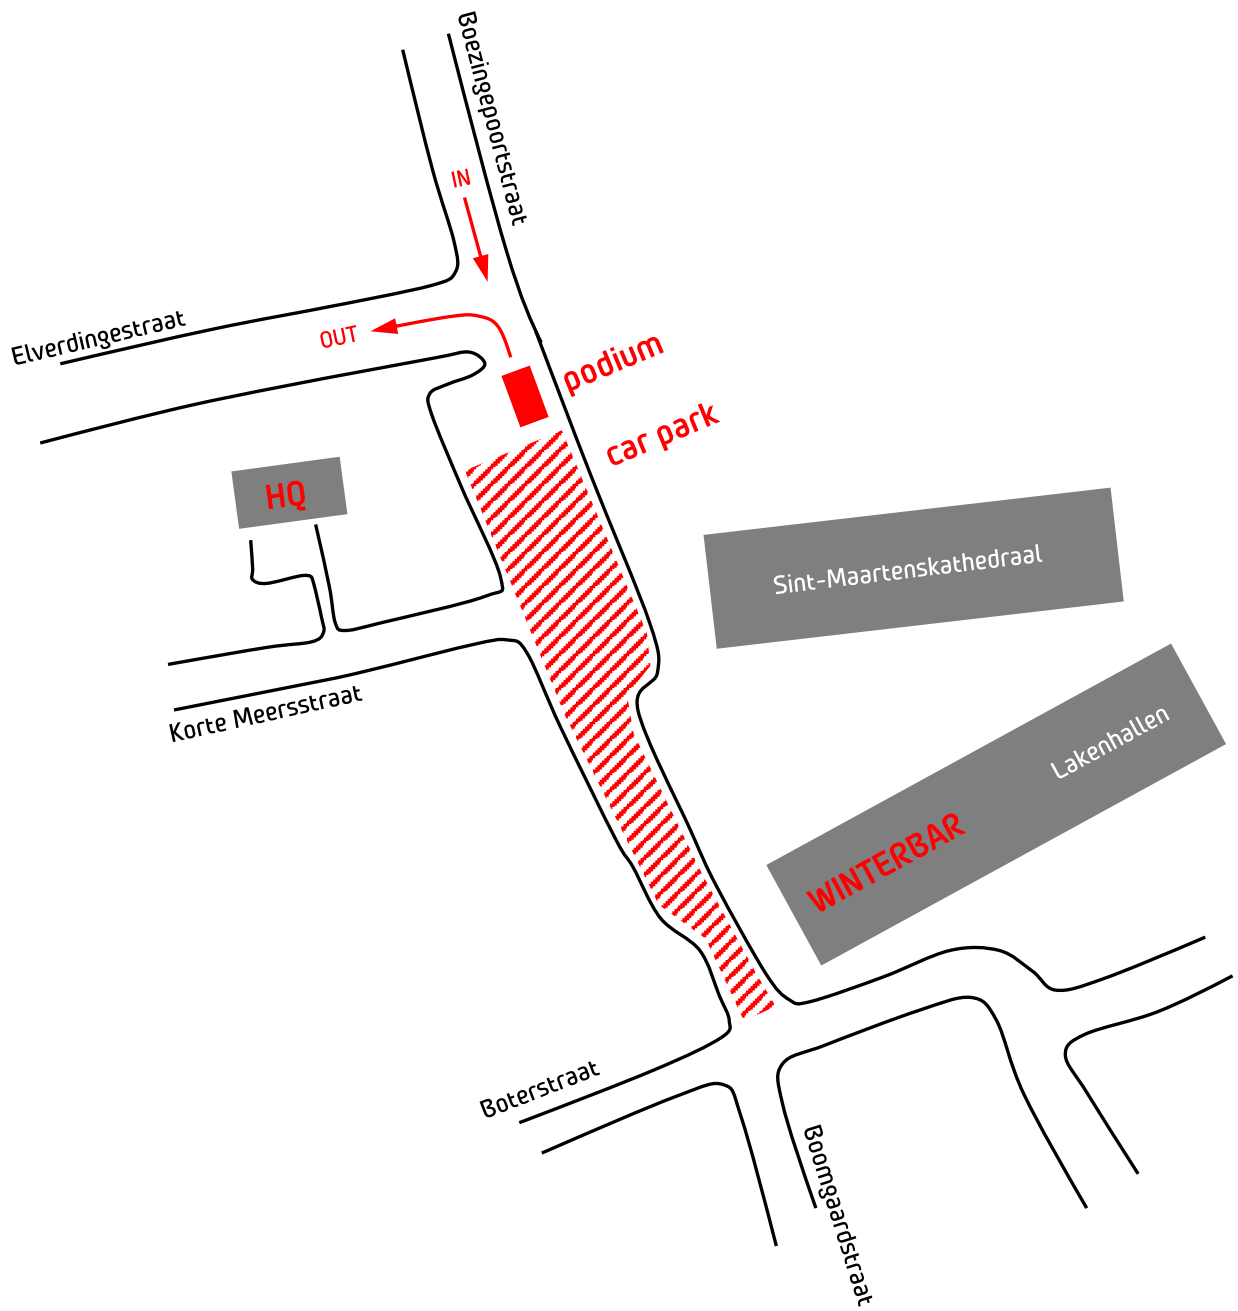 Boezingepoortstraat
IN
Elverdingestraat
OUT
podium
car park
HQ
Sint-Maartenskathedraal
Korte Meersstraat
Lakenhallen
WINTERBAR
Boterstraat
Boomgaardstraat